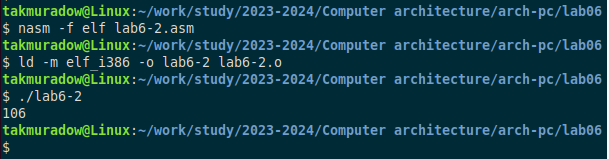 takmuradow@Linux:~/work/study/2023-2024/Computer architecture/arch-pc/lab06
$ nasm -f elf lab6-2.asm
takmuradow@Linux:~/work/study/2023-2024/Computer architecture/arch-pc/lab06
$ ld -m elf_i386 -o lab6-2 lab6-2.o
takmuradow@Linux:~/work/study/2023-2024/Computer architecture/arch-pc/lab06
$ ./lab6-2
106
takmuradow@Linux:~/work/study/2023-2024/Computer architecture/arch-pc/lab06
$